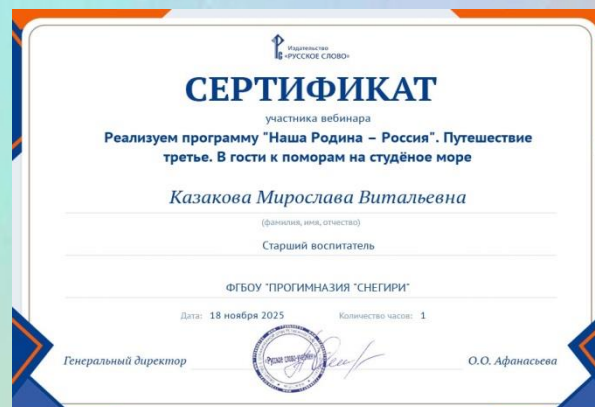 Издательство
«РУССКОЕ СЛОВО»
СЕРТИФИКАТ
участника вебинара
Реализуем программу "Наша Родина – Россия". Путешествие
третье. В гости к поморам на студёное море
Казакова Мирослава Витальевна
(фамилия, имя, отчество)
Старший воспитатель
ФГБОУ "ПРОГИМНАЗИЯ "СНЕГИРИ"
Дата: 18 ноября 2025 Количество часов: 1
Генеральный директор О.О. Афанасьева